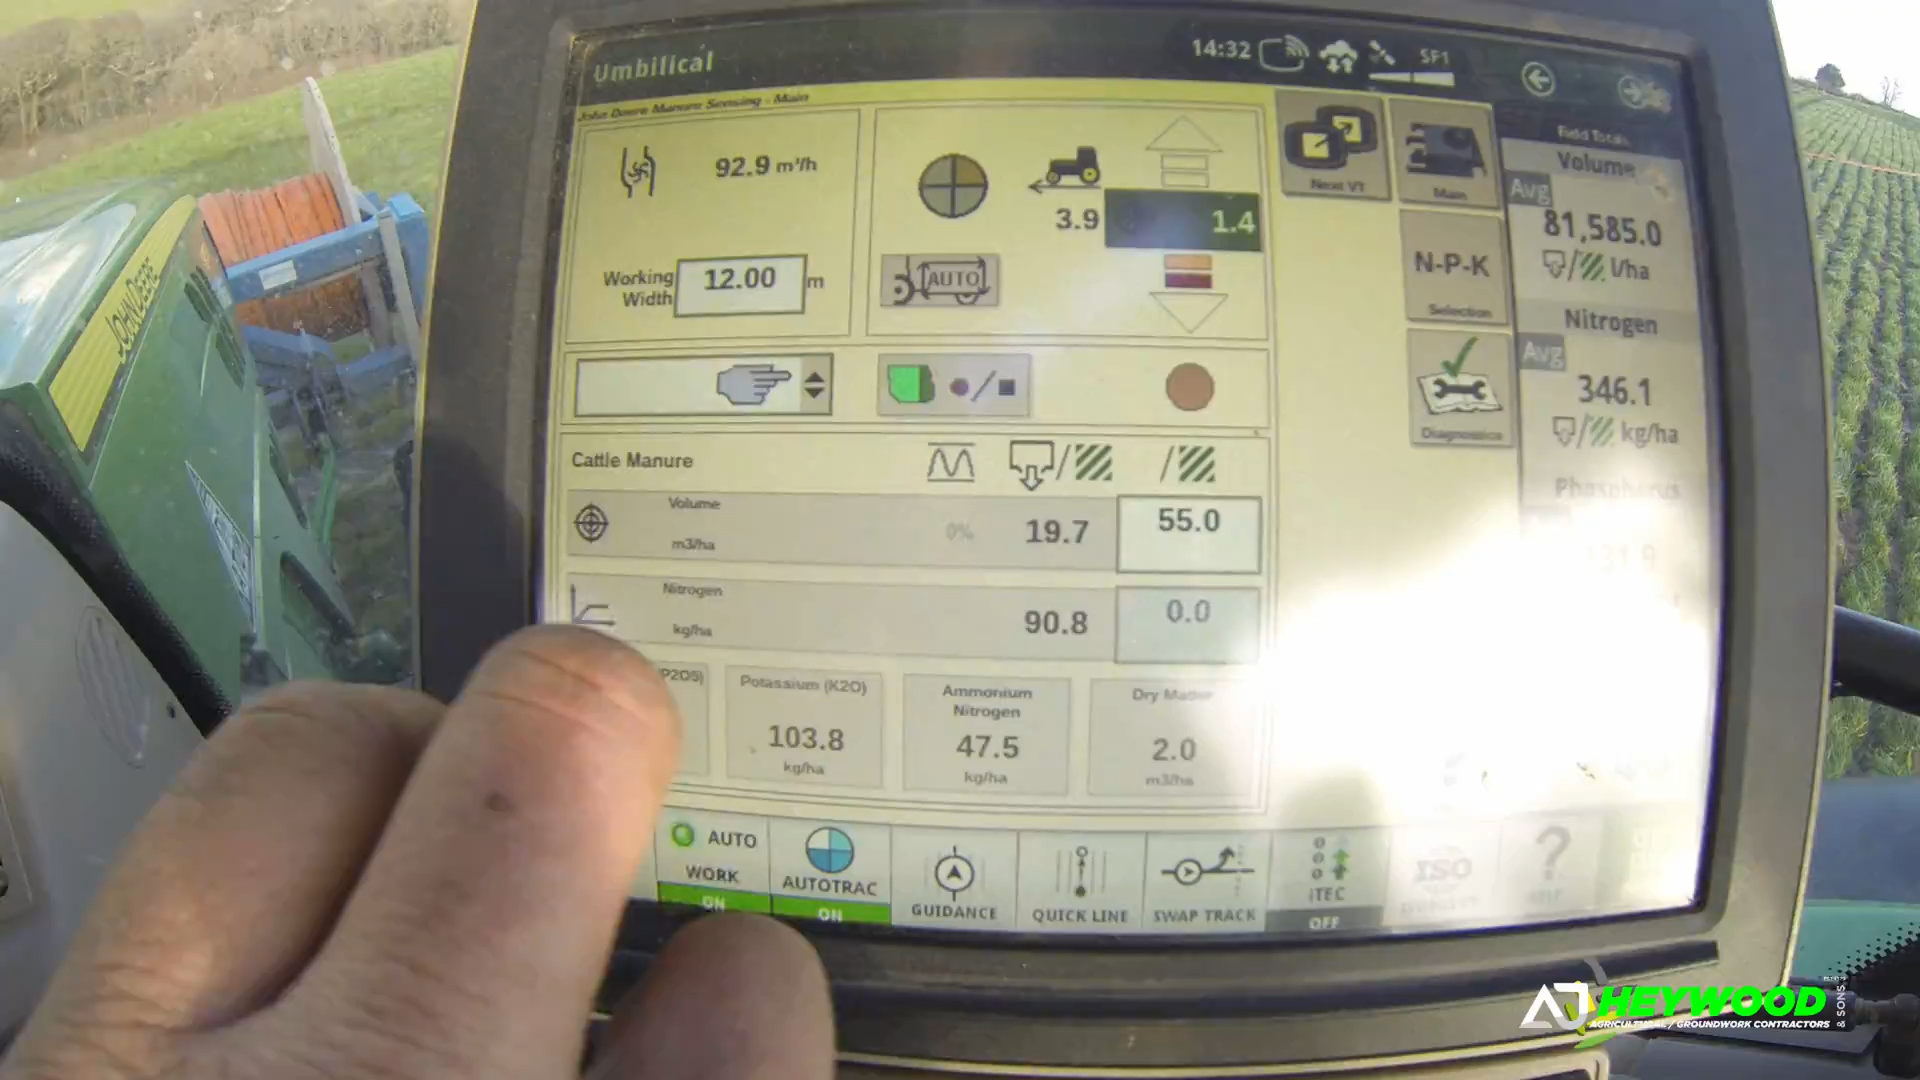 Umbilical
14:32
SF1
John Deere Manure Sensing - Main
92.9 m³/h
Working
Width
12.00
m
3.9
1.4
AUTO
Next VT
Main
N-P-K
Selection
Diagnostics
Field Totals
Volume
Avg
81,585.0
l/ha
Nitrogen
Avg
346.1
kg/ha
Phosphorus
Cattle Manure
Volume
m3/ha
0%
19.7
55.0
Nitrogen
kg/ha
90.8
0.0
P2O5)
Potassium (K2O)
103.8
kg/ha
Ammonium
Nitrogen
47.5
kg/ha
Dry Matter
2.0
m3/ha
AUTO
WORK
ON
AUTOTRAC
ON
GUIDANCE
QUICK LINE
SWAP TRACK
iTEC
OFF
ISO
?
JOHN DEERE
AJ HEYWOOD
& SONS
AGRICULTURAL / GROUNDWORK CONTRACTORS